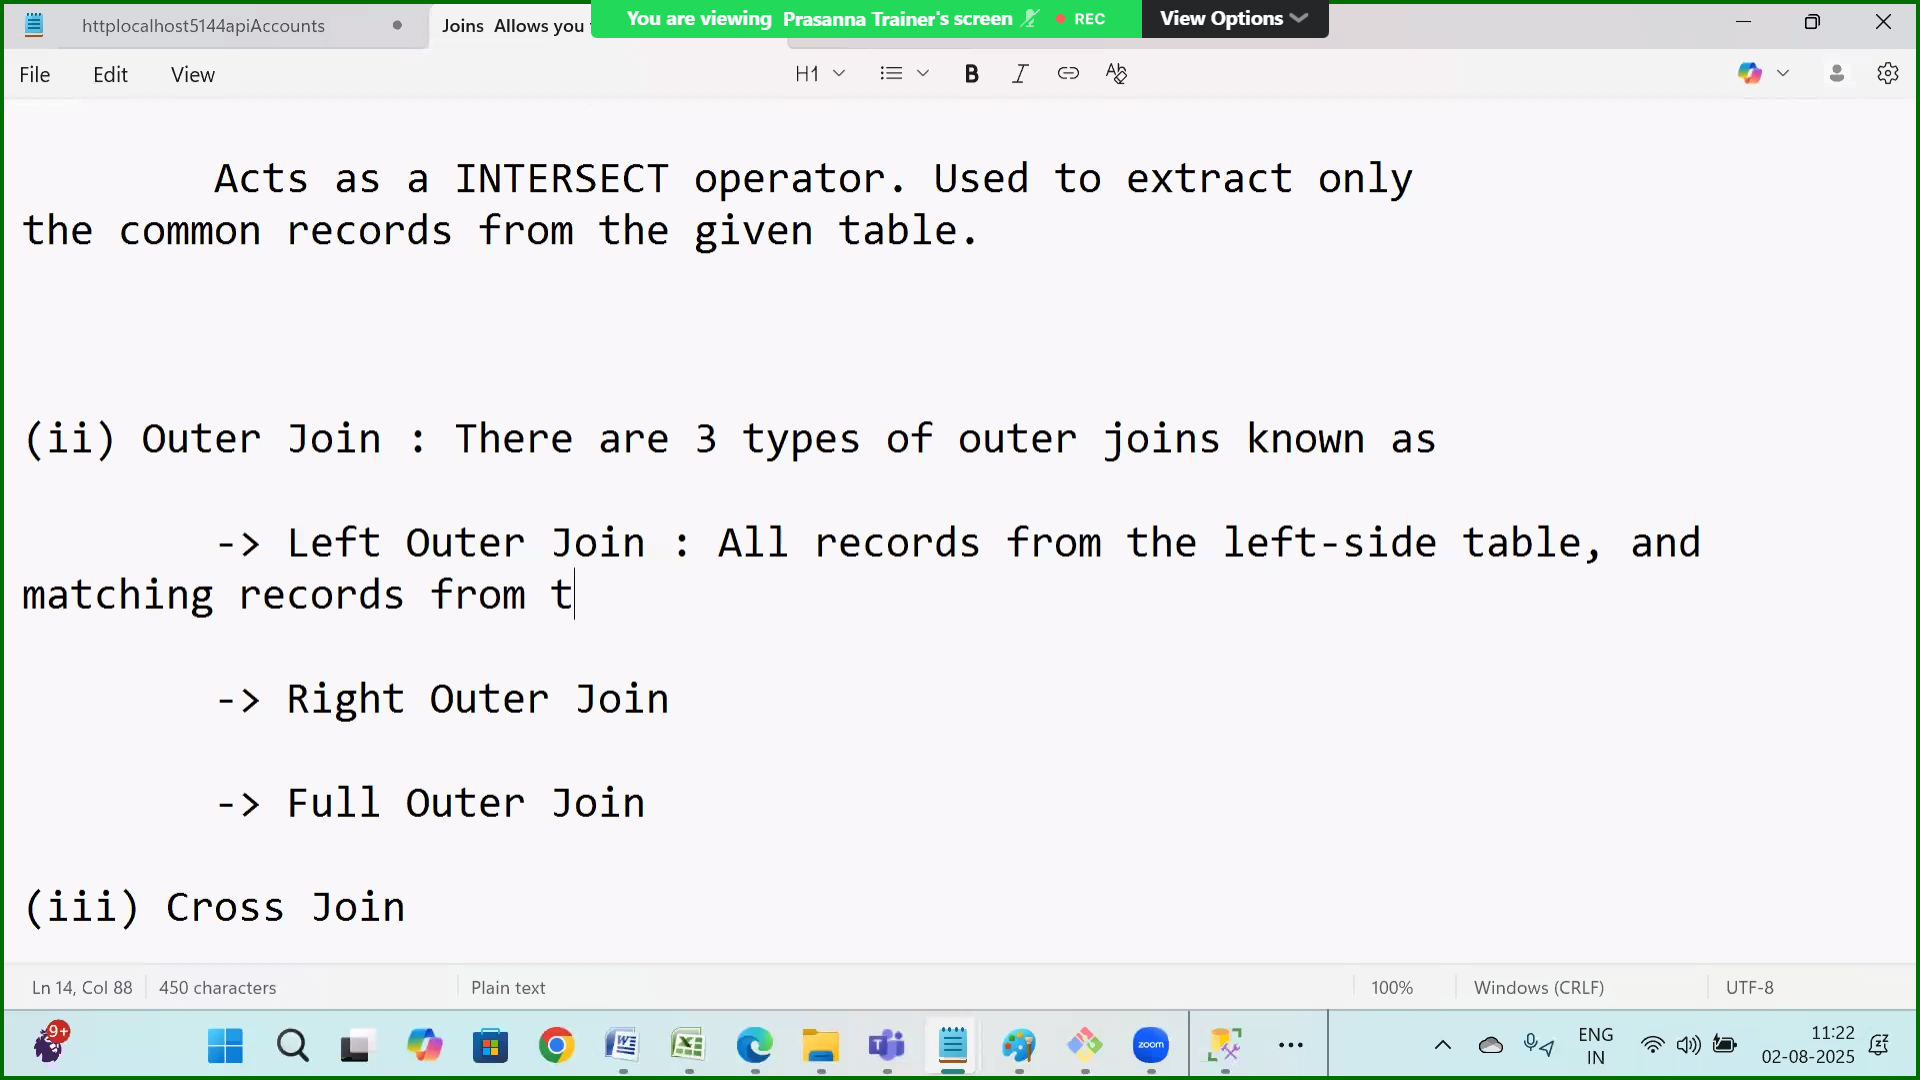 httplocalhost5144apiAccounts
Joins Allows you
You are viewing Prasanna Trainer's screen
REC
View Options
File Edit View
H1
Acts as a INTERSECT operator. Used to extract only
the common records from the given table.
(ii) Outer Join : There are 3 types of outer joins known as
-> Left Outer Join : All records from the left-side table, and
matching records from t
-> Right Outer Join
-> Full Outer Join
(iii) Cross Join
Ln 14, Col 88 450 characters Plain text 100% Windows (CRLF) UTF-8
9+
zoom
ENG
IN
11:22
02-08-2025